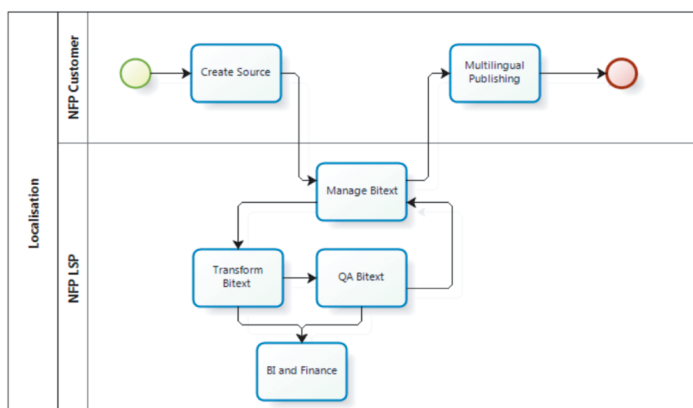 Localisation
NFP Customer
Create Source
Multilingual
Publishing
NFP LSP
Manage Bitext
Transform
Bitext
QA Bitext
BI and Finance